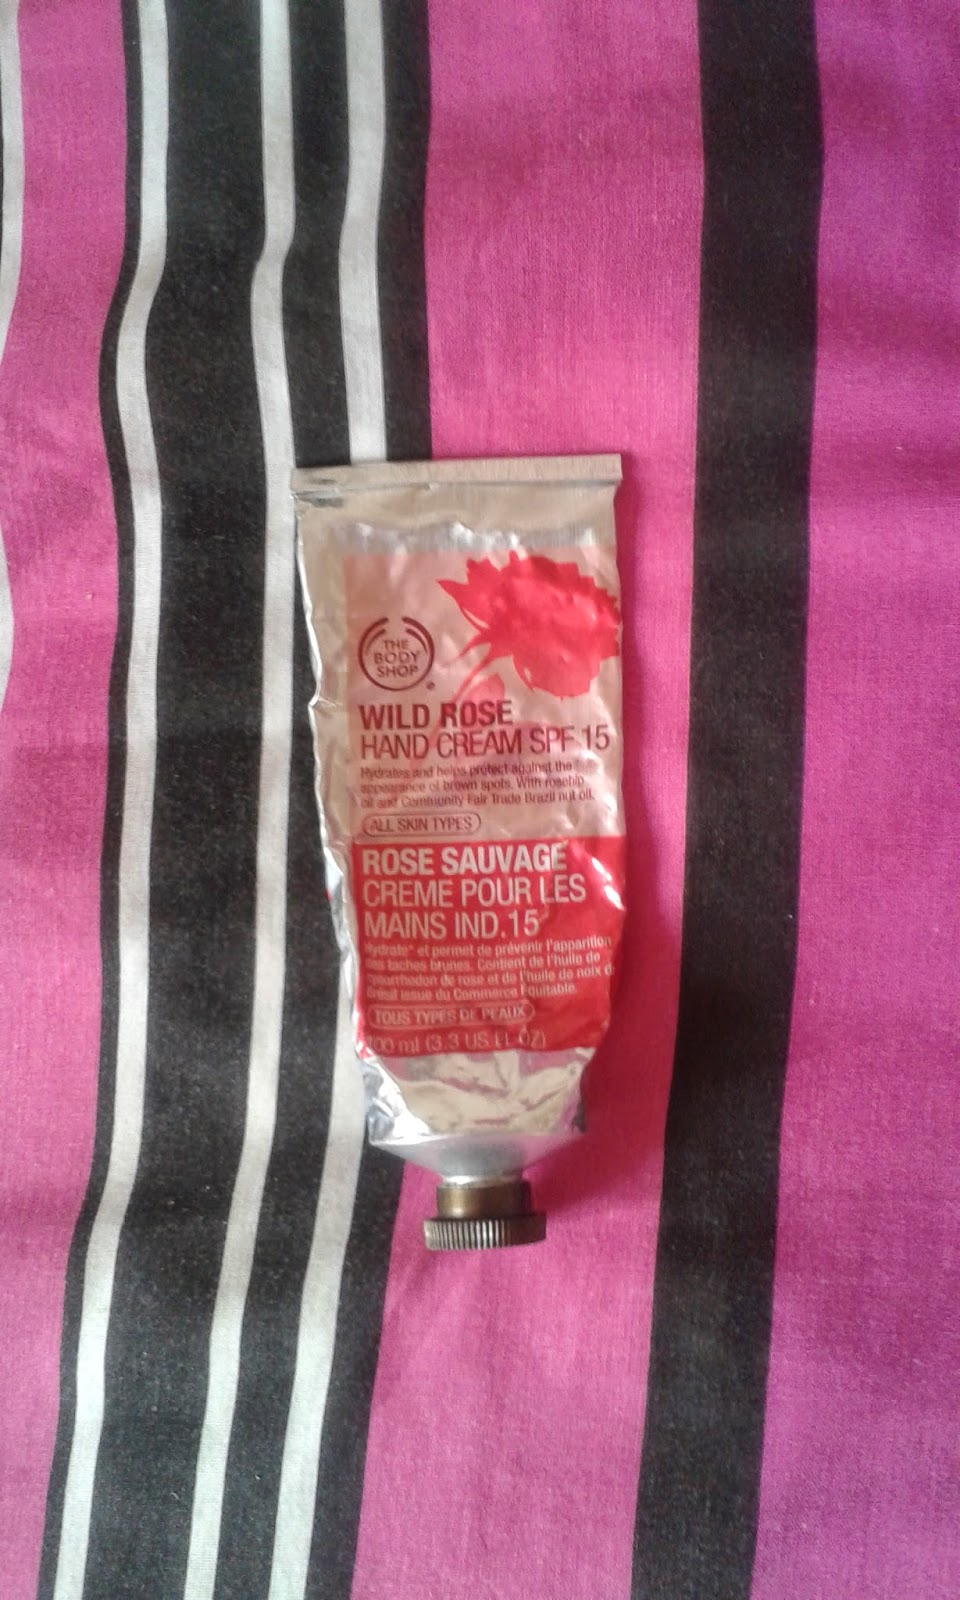 THE
BODY
SHOP
®
WILD ROSE
HAND CREAM SPF 15
Hydrates and helps protect against the
appearance of brown spots. With rosehip
oil and Community Fair Trade Brazil nut oil.
ALL SKIN TYPES
ROSE SAUVAGE
CREME POUR LES
MAINS IND.15
Hydrate* et permet de prévenir l'apparition
des taches brunes. Contient de l'huile de
rose et de l'huile de noix
issue du Commerce Equitable.
TOUS TYPES DE PEAUX
100 ml (3.3 US FL OZ)